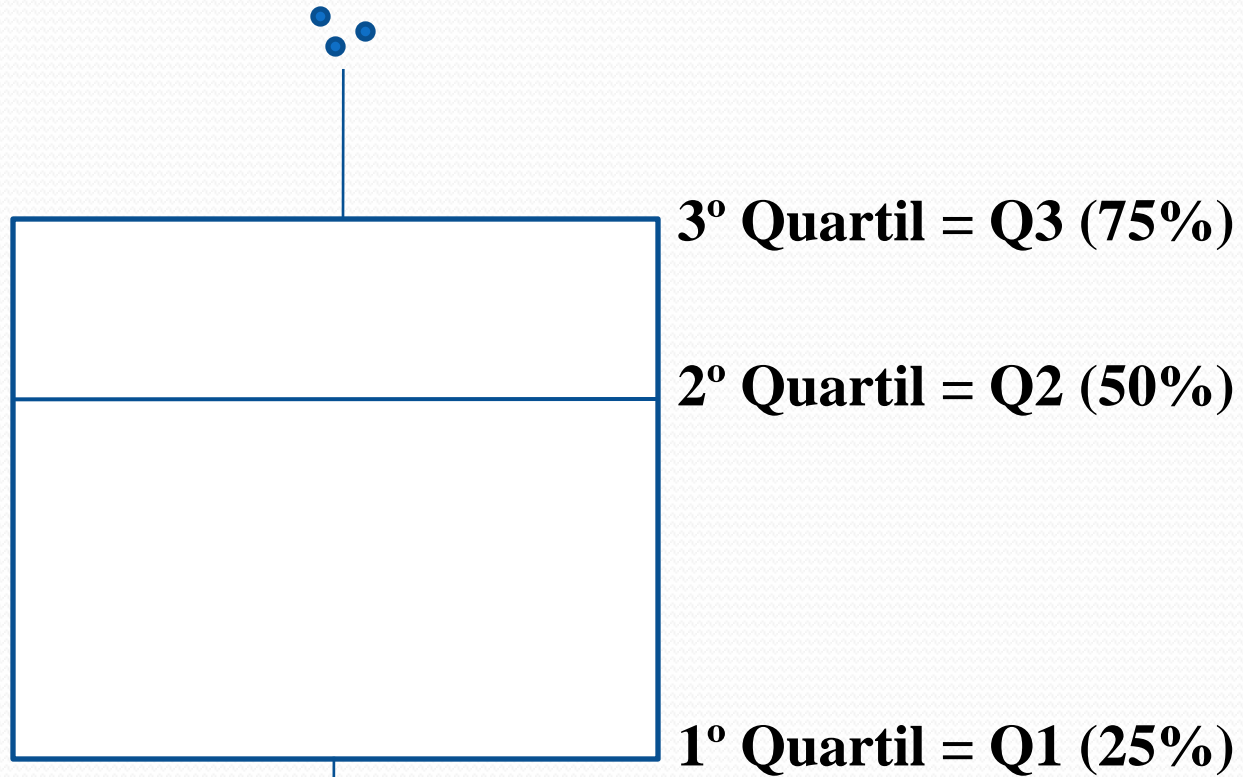 3º Quartil = Q3 (75%)
2º Quartil = Q2 (50%)
1º Quartil = Q1 (25%)